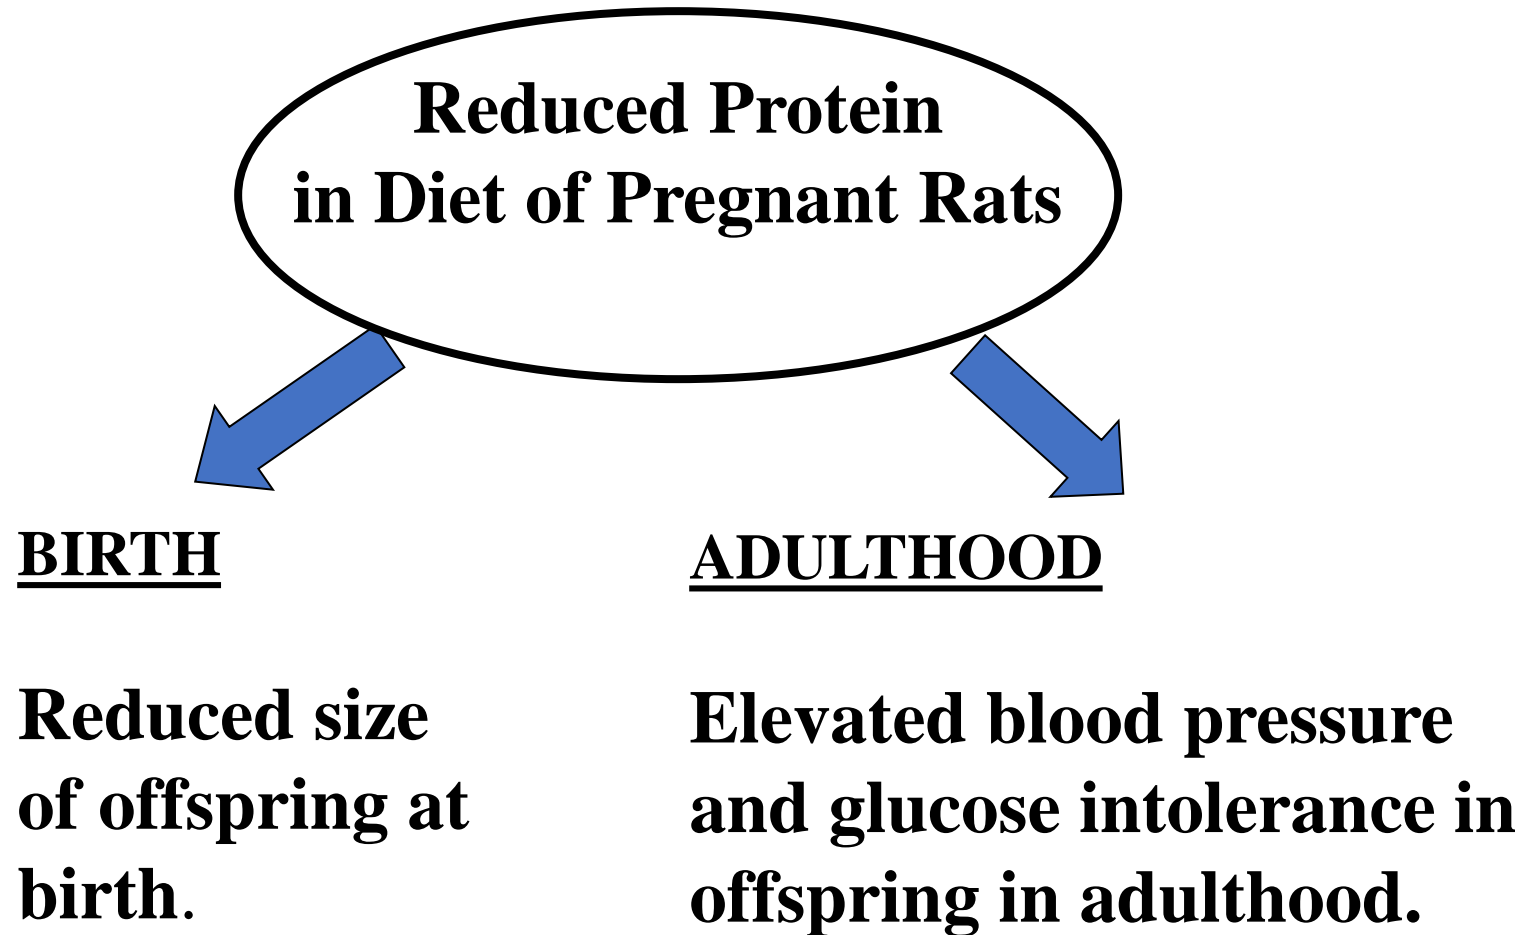 Reduced Protein
in Diet of Pregnant Rats
BIRTH
Reduced size
of offspring at
birth.
ADULTHOOD
Elevated blood pressure
and glucose intolerance in
offspring in adulthood.